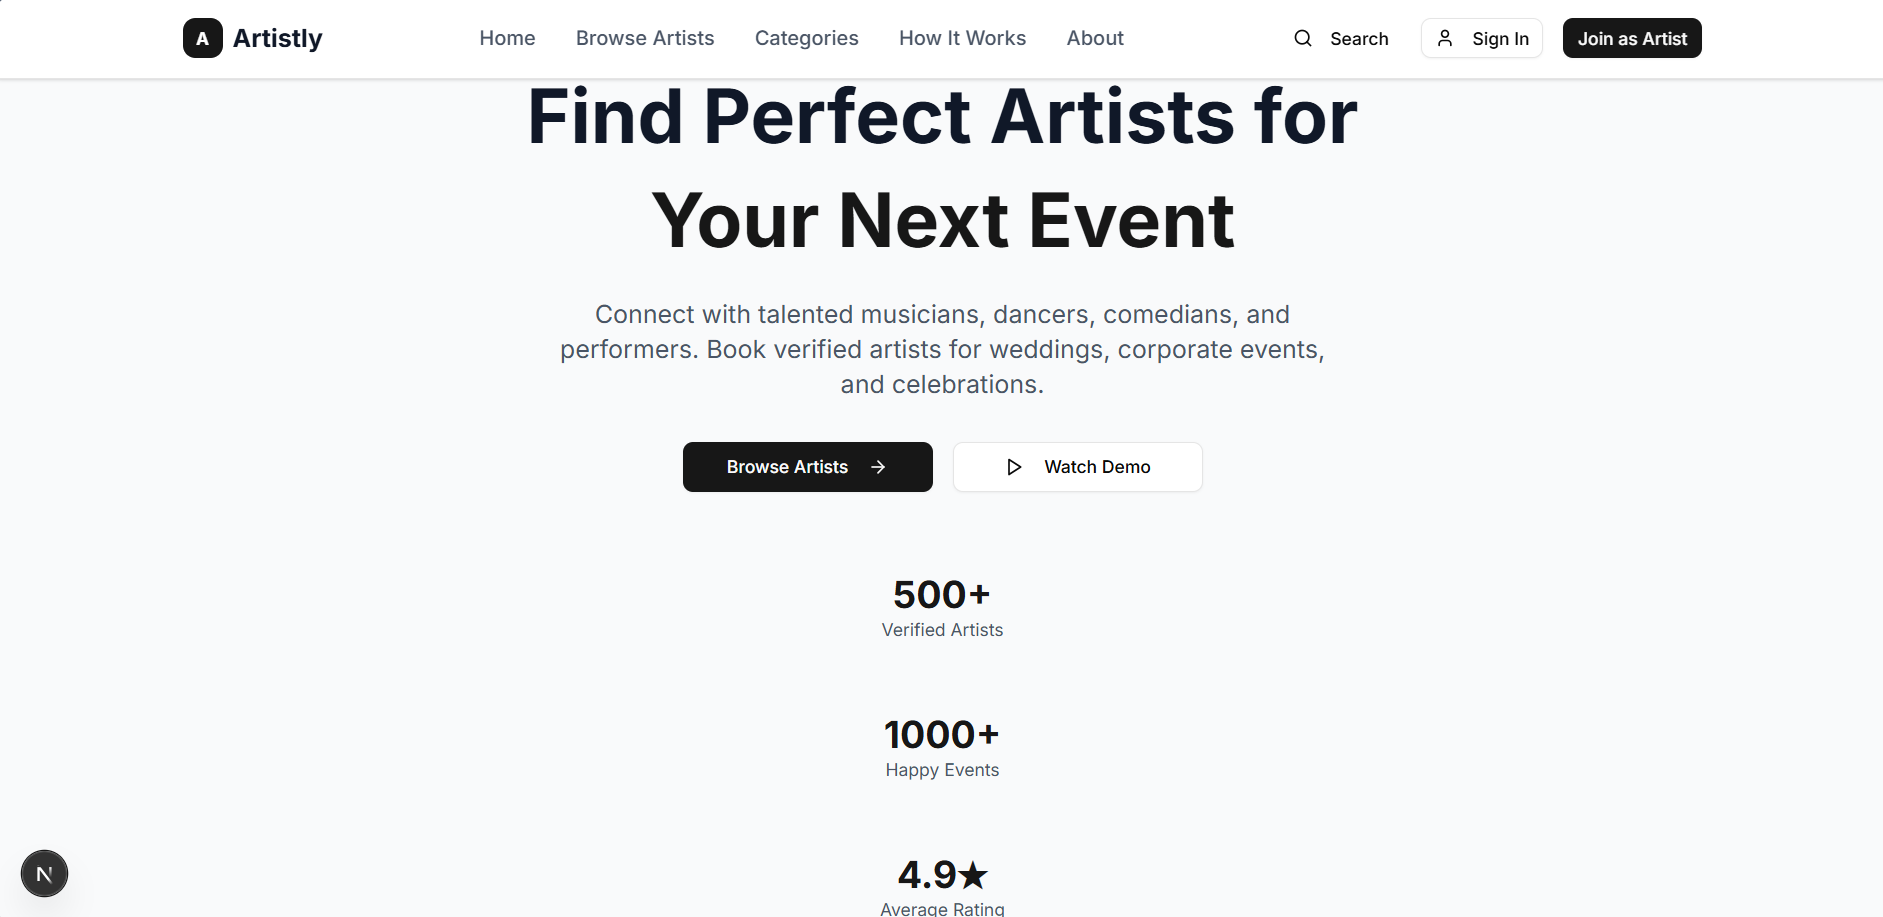 A Artistly Home Browse Artists Categories How It Works About Search Sign In Join as Artist
Find Perfect Artists for
Your Next Event
Connect with talented musicians, dancers, comedians, and
performers. Book verified artists for weddings, corporate events,
and celebrations.
Browse Artists → Watch Demo
500+
Verified Artists
1000+
Happy Events
4.9★
Average Rating
N